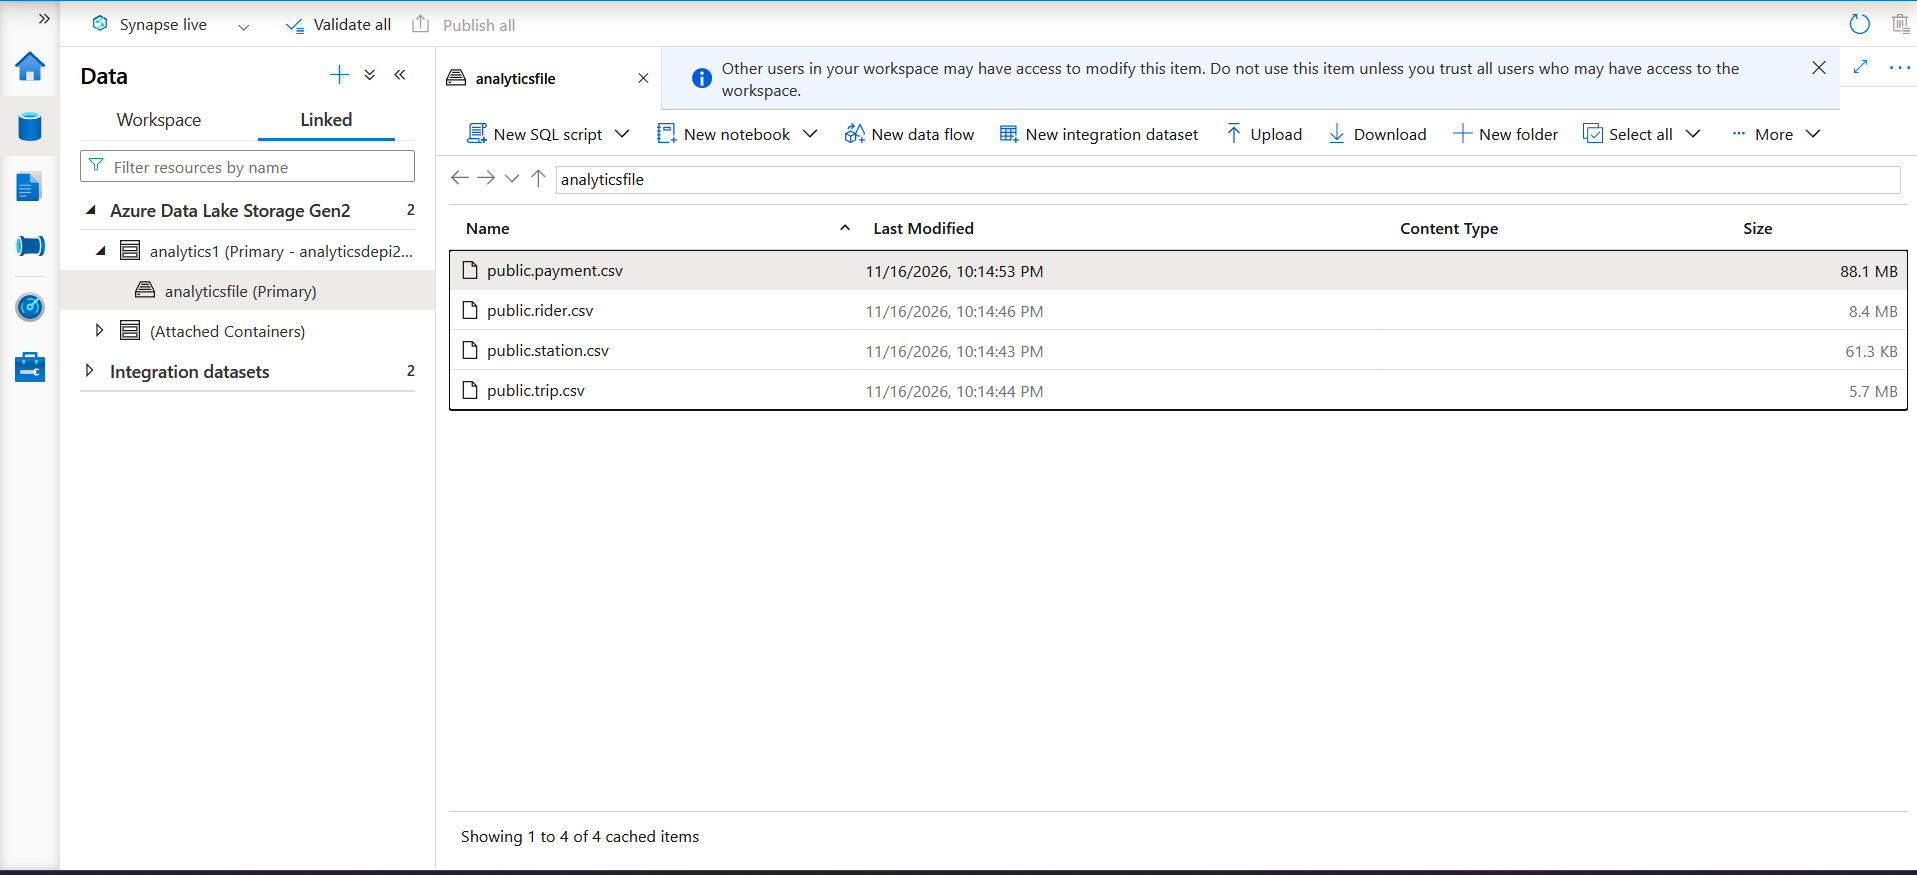 Synapse live Validate all Publish all
Data
Workspace Linked
Filter resources by name
Azure Data Lake Storage Gen2 2
analytics1 (Primary - analyticsdepi2...
analyticsfile (Primary)
(Attached Containers)
Integration datasets 2
analyticsfile
Other users in your workspace may have access to modify this item. Do not use this item unless you trust all users who may have access to the
workspace.
New SQL script New notebook New data flow New integration dataset Upload Download New folder Select all More
analyticsfile
Name Last Modified Content Type Size
public.payment.csv 11/16/2026, 10:14:53 PM 88.1 MB
public.rider.csv 11/16/2026, 10:14:46 PM 8.4 MB
public.station.csv 11/16/2026, 10:14:43 PM 61.3 KB
public.trip.csv 11/16/2026, 10:14:44 PM 5.7 MB
Showing 1 to 4 of 4 cached items